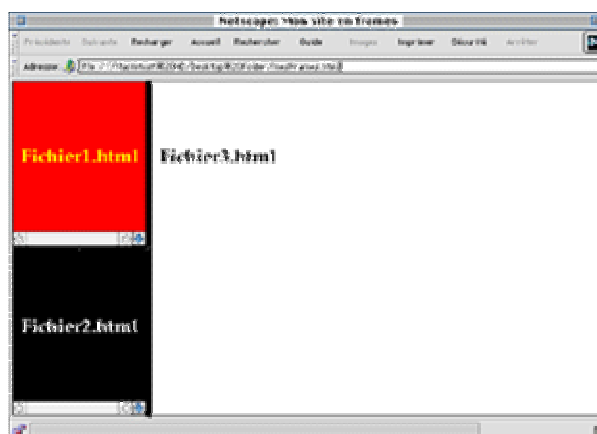 Netscape: Mon site en frames
Précédente Suivante Recharger Accueil Rechercher Guide Images Imprimer Sécurité Arrêter
Adresse
Fichier1.html Fichier3.html
Fichier2.html